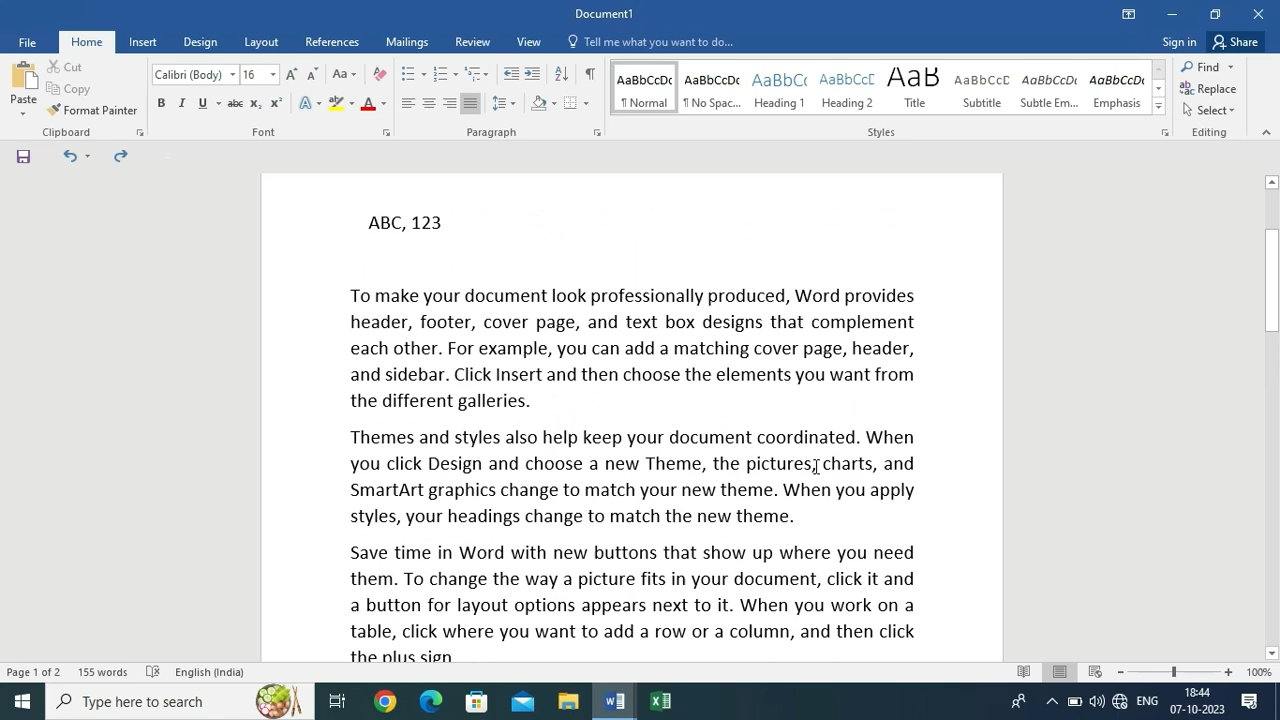 Document1
File Home Insert Design Layout References Mailings Review View Tell me what you want to do... Sign in Share
Paste
Cut
Copy
Format Painter
Calibri (Body) 16
AaBbCcDc AaBbCcDc AaBbCc AaBbCcE AaB AaBbCcD AaBbCcDc AaBbCcDc
¶ Normal ¶ No Spac... Heading Heading 2 Title Subtitle Subtle Em... Emphasis
Find
Replace
Select
Clipboard Font Paragraph Styles Editing
ABC, 123
To make your document look professionally produced, Word provides
header, footer, cover page, and text box designs that complement
each other. For example, you can add a matching cover page, header,
and sidebar. Click Insert and then choose the elements you want from
the different galleries.
Themes and styles also help keep your document coordinated. When
you click Design and choose a new Theme, the pictures, charts, and
SmartArt graphics change to match your new theme. When you apply
styles, your headings change to match the new theme.
Save time in Word with new buttons that show up where you need
them. To change the way a picture fits in your document, click it and
a button for layout options appears next to it. When you work on a
table, click where you want to add a row or a column, and then click
the plus sign
Page 1 of 2 155 words English (India) 100%
Type here to search ENG 18:44
07-10-2023